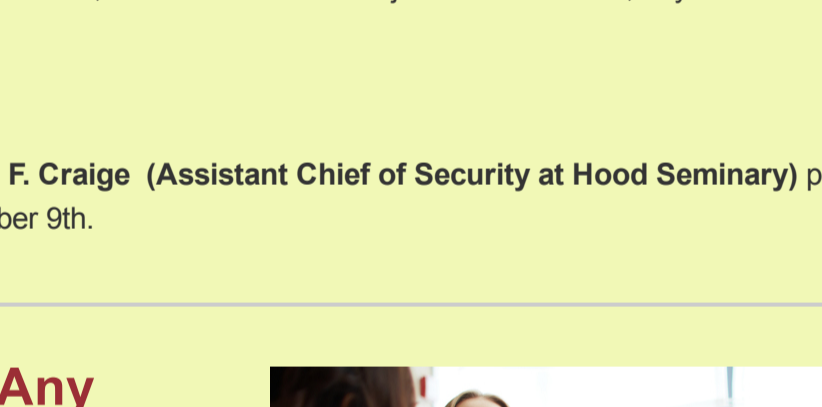 F. Craige (Assistant Chief of Security at Hood Seminary) p
ber 9th.
Any